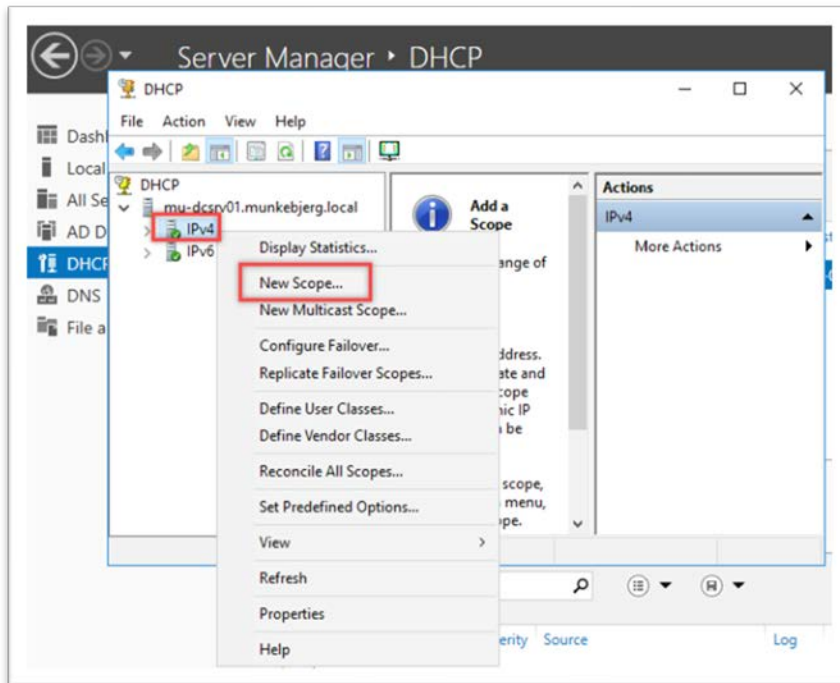 Server Manager ‣ DHCP
DHCP
File Action View Help
Dash
Local
All Se
AD D
DHCP
DNS
File a
DHCP
mu-dcsrv01.munkebjerg.local
IPv4
IPv6
Add a
Scope
ange of
ddress.
ate and
cope
nic IP
be
scope,
menu,
pe.
Actions
IPv4
More Actions
Display Statistics...
New Scope...
New Multicast Scope...
Configure Failover...
Replicate Failover Scopes...
Define User Classes...
Define Vendor Classes...
Reconcile All Scopes...
Set Predefined Options...
View
Refresh
Properties
Help
erity Source Log